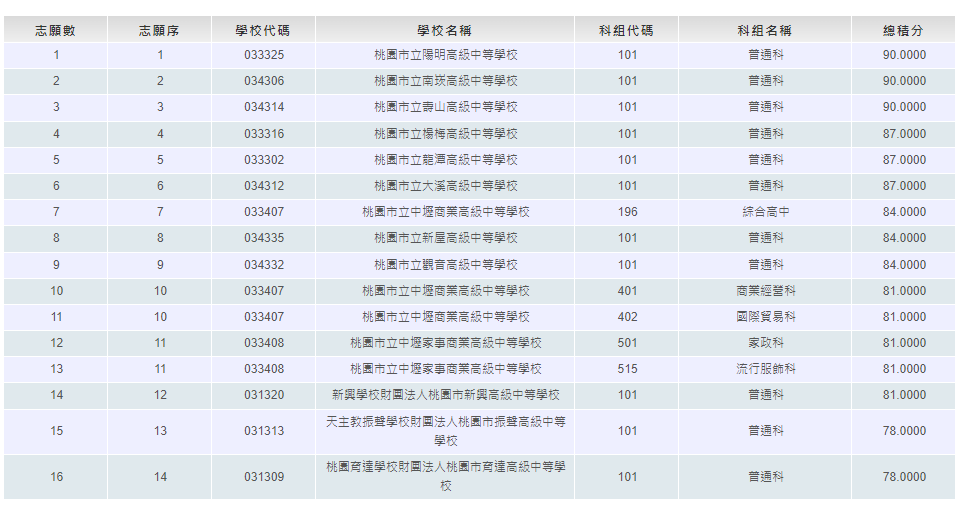 志願數 志願序 學校代碼 學校名稱 科組代碼 科組名稱 總積分
1 1 033325 桃園市立陽明高級中等學校 101 普通科 90.0000
2 2 034306 桃園市立南崁高級中等學校 101 普通科 90.0000
3 3 034314 桃園市立壽山高級中等學校 101 普通科 90.0000
4 4 033316 桃園市立楊梅高級中等學校 101 普通科 87.0000
5 5 033302 桃園市立龍潭高級中等學校 101 普通科 87.0000
6 6 034312 桃園市立大溪高級中等學校 101 普通科 87.0000
7 7 033407 桃園市立中壢商業高級中等學校 196 綜合高中 84.0000
8 8 034335 桃園市立新屋高級中等學校 101 普通科 84.0000
9 9 034332 桃園市立觀音高級中等學校 101 普通科 84.0000
10 10 033407 桃園市立中壢商業高級中等學校 401 商業經營科 81.0000
11 10 033407 桃園市立中壢商業高級中等學校 402 國際貿易科 81.0000
12 11 033408 桃園市立中壢家事商業高級中等學校 501 家政科 81.0000
13 11 033408 桃園市立中壢家事商業高級中等學校 515 流行服飾科 81.0000
14 12 031320 新興學校財團法人桃園市新興高級中等學校 101 普通科 81.0000
15 13 031313 天主教振聲學校財團法人桃園市振聲高級中等
學校 101 普通科 78.0000
16 14 031309 桃園育達學校財團法人桃園市育達高級中等學
校 101 普通科 78.0000